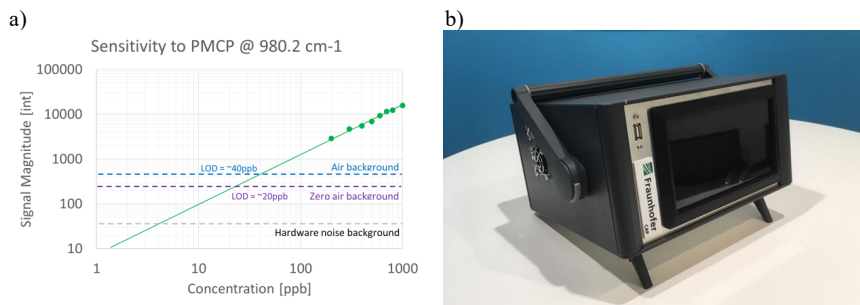 a)
Sensitivity to PMCP @ 980.2 cm-1
100000
10000
1000
100
10
Signal Magnitude [int]
LOD = ~40ppb
Air background
LOD = ~20ppb
Zero air background
Hardware noise background
1
10
100
1000
Concentration [ppb]
b)
Fraunhofer
CAP